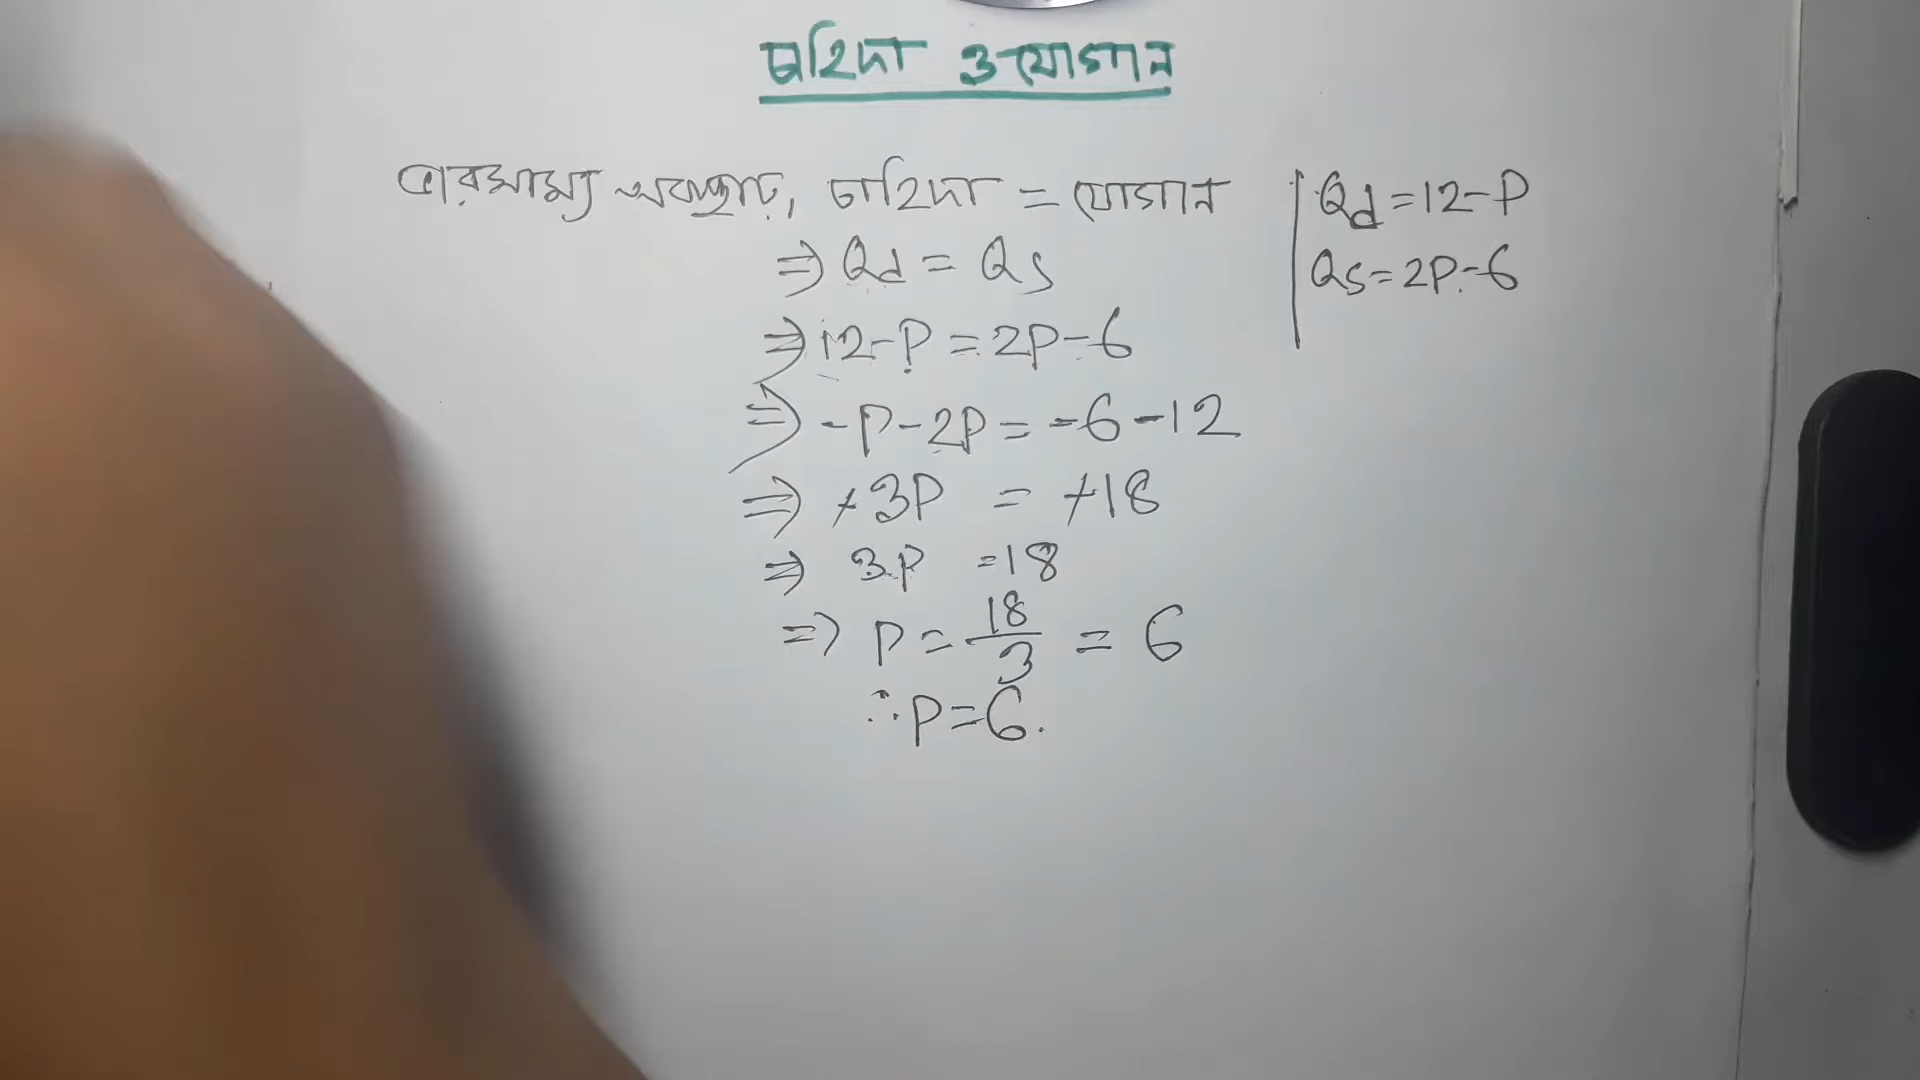 চাহিদা ও যোগান
ভারসাম্য অবস্থায়, চাহিদা = যোগান
⇒ Qd = Qs
⇒ 12-P = 2P-6
⇒ -P-2P = -6-12
⇒ +3P = +18
⇒ 3P = 18
⇒ P = 18/3 = 6
∴ P = 6.
Qd = 12-P
Qs = 2P-6